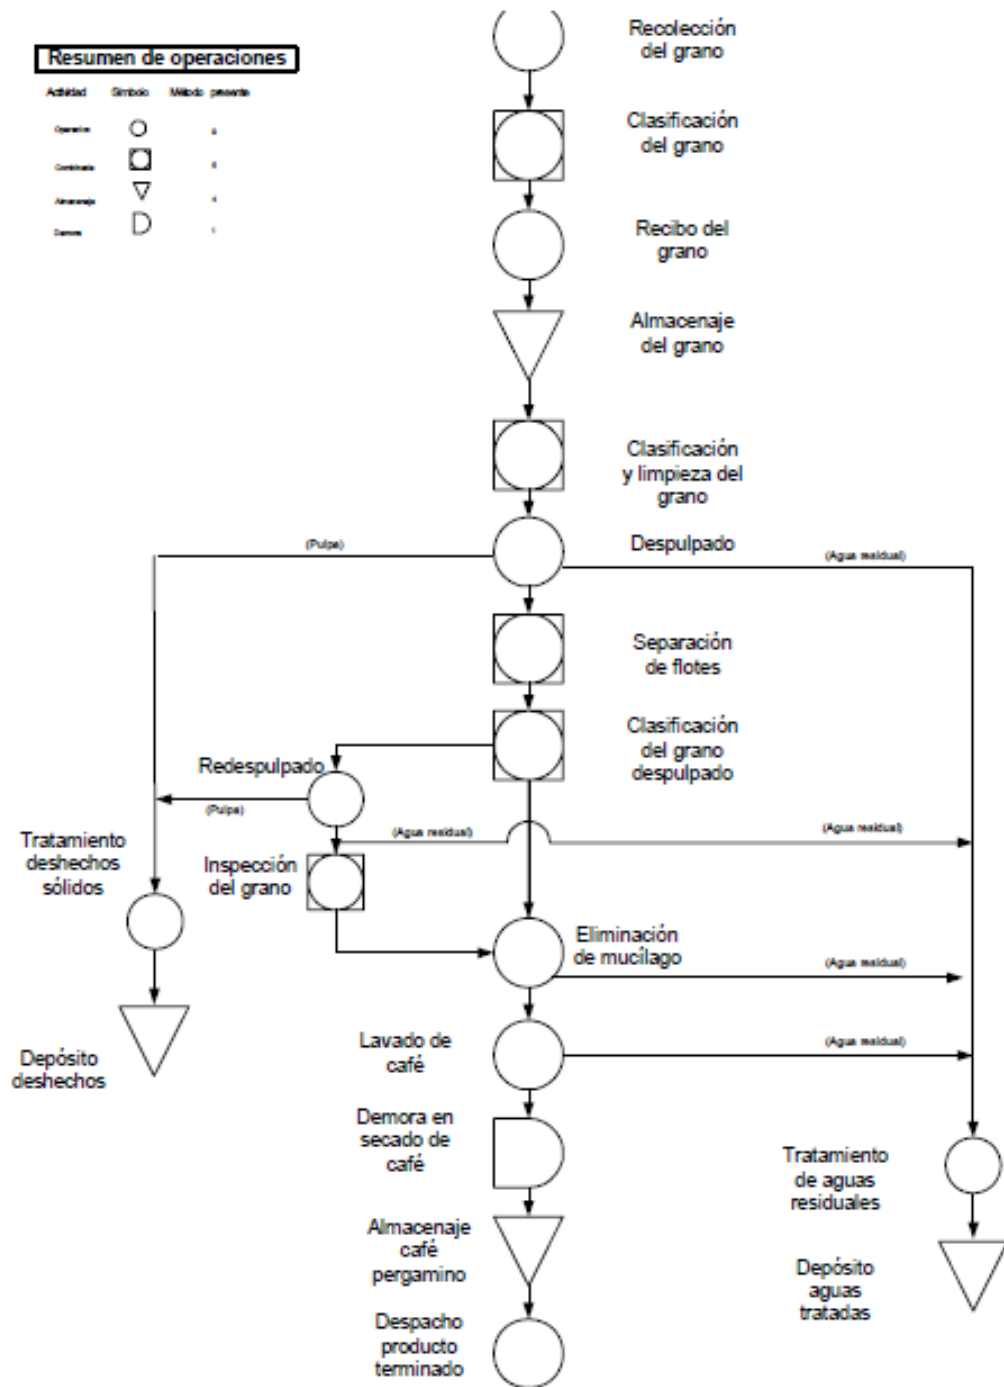 Resumen de operaciones
Actividad Símbolo Método presente
Operación
Combinada
Almacenaje
Demora
Recolección
del grano
Clasificación
del grano
Recibo del
grano
Almacenaje
del grano
Clasificación
y limpieza del
grano
(Pulpa)
Despulpado
(Agua residual)
Separación
de flotes
Clasificación
del grano
despulpado
Redespulpado
(Pulpa)
(Agua residual)
(Agua residual)
Tratamiento
deshechos
sólidos
Inspección
del grano
Eliminación
de mucílago
(Agua residual)
Depósito
deshechos
Lavado de
café
(Agua residual)
Demora en
secado de
café
Tratamiento
de aguas
residuales
Almacenaje
café
pergamino
Depósito
aguas
tratadas
Despacho
producto
terminado